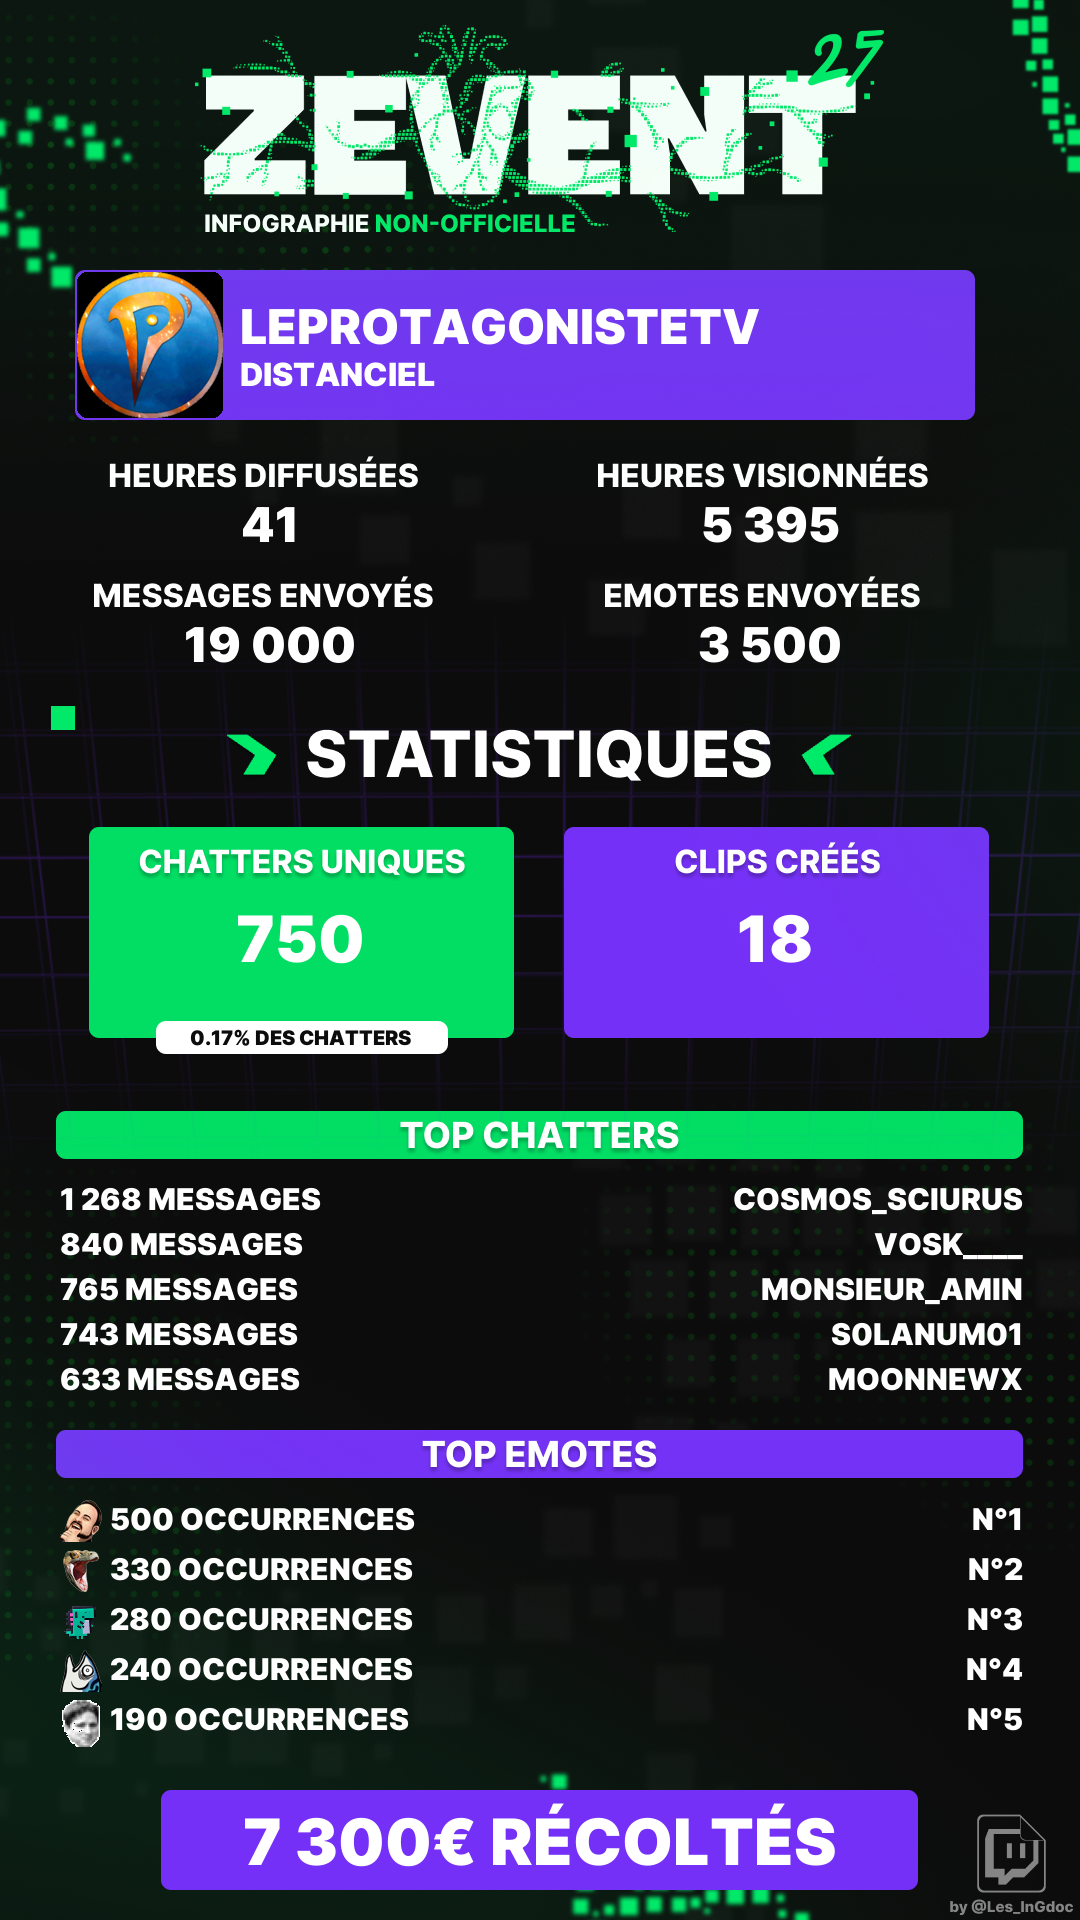 ZEVENT 25
INFOGRAPHIE NON-OFFICIELLE
LEPROTAGONISTETV
DISTANCIEL
HEURES DIFFUSÉES
41
HEURES VISIONNÉES
5 395
MESSAGES ENVOYÉS
19 000
EMOTES ENVOYÉES
3 500
STATISTIQUES
CHATTERS UNIQUES
750
0.17% DES CHATTERS
CLIPS CRÉÉS
18
TOP CHATTERS
1 268 MESSAGES COSMOS_SCIURUS
840 MESSAGES VOSK____
765 MESSAGES MONSIEUR_AMIN
743 MESSAGES S0LANUM01
633 MESSAGES MOONNEWX
TOP EMOTES
500 OCCURRENCES N°1
330 OCCURRENCES N°2
280 OCCURRENCES N°3
240 OCCURRENCES N°4
190 OCCURRENCES N°5
7 300€ RÉCOLTÉS
by @Les_InGdoc